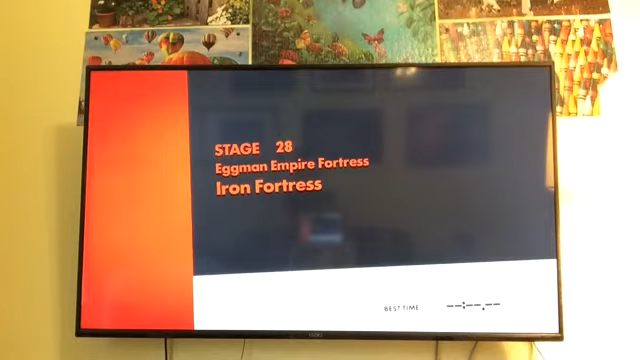 STAGE 28
Eggman Empire Fortress
Iron Fortress
BEST TIME --:--.--